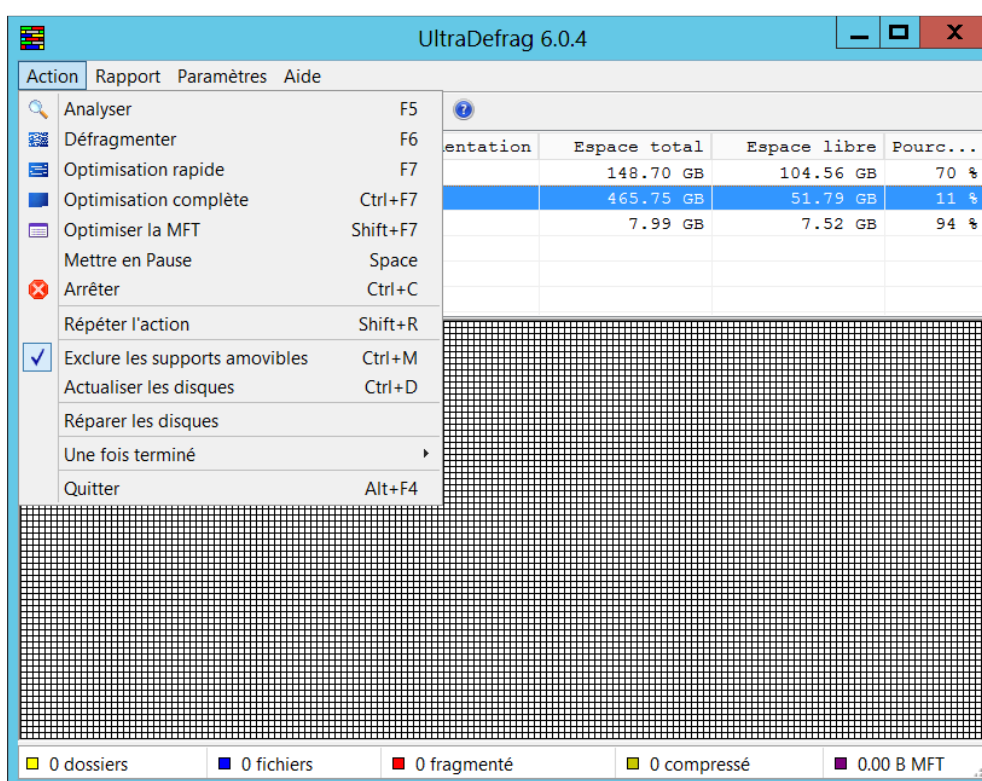 UltraDefrag 6.0.4
Action Rapport Paramètres Aide
Analyser F5
Défragmenter F6
Optimisation rapide F7
Optimisation complète Ctrl+F7
Optimiser la MFT Shift+F7
Mettre en Pause Space
Arrêter Ctrl+C
Répéter l'action Shift+R
Exclure les supports amovibles Ctrl+M
Actualiser les disques Ctrl+D
Réparer les disques
Une fois terminé
Quitter Alt+F4
entation Espace total Espace libre Pourc...
148.70 GB 104.56 GB 70 %
465.75 GB 51.79 GB 11 %
7.99 GB 7.52 GB 94 %
0 dossiers 0 fichiers 0 fragmenté 0 compressé 0.00 B MFT